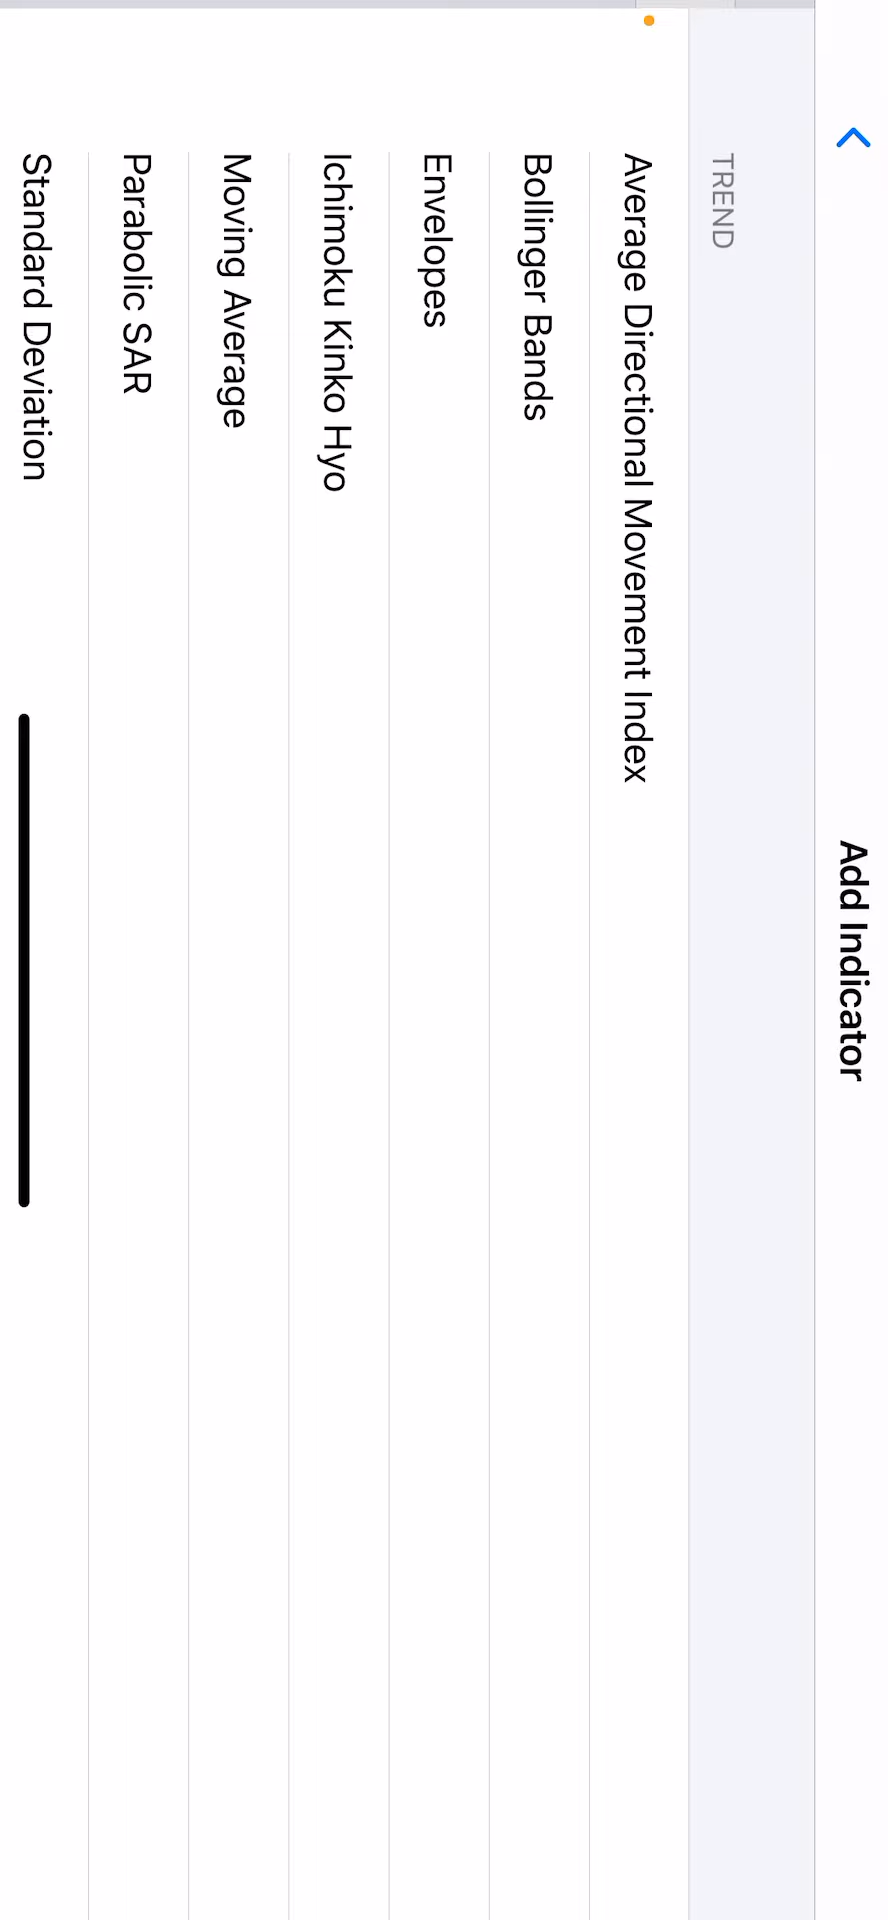 Add Indicator
TREND
Average Directional Movement Index
Bollinger Bands
Envelopes
Ichimoku Kinko Hyo
Moving Average
Parabolic SAR
Standard Deviation